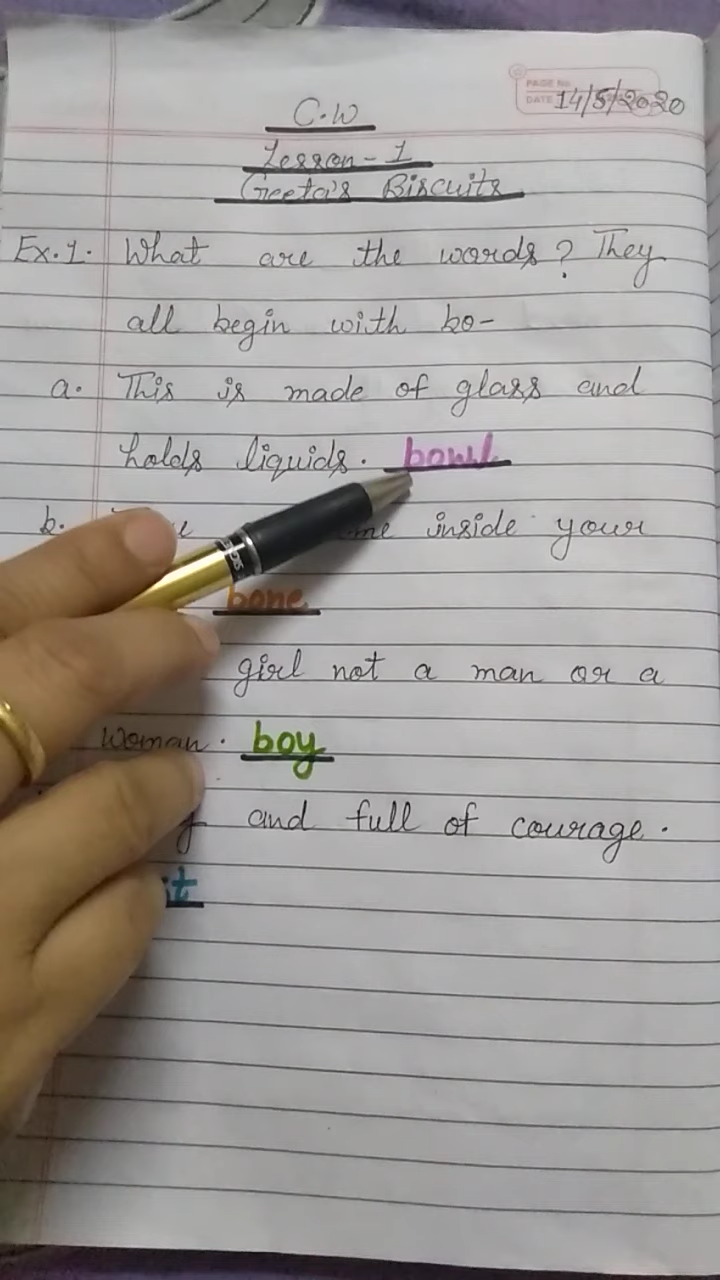 PAGE No.
DATE 14/5/2020
C.W
Lesson-1
Geeta's Biscuits
Ex.1. What are the words? They
all begin with bo-
a. This is made of glass and
holds liquids. bowl
b. inside your
bone
girl not a man or a
woman. boy
and full of courage.